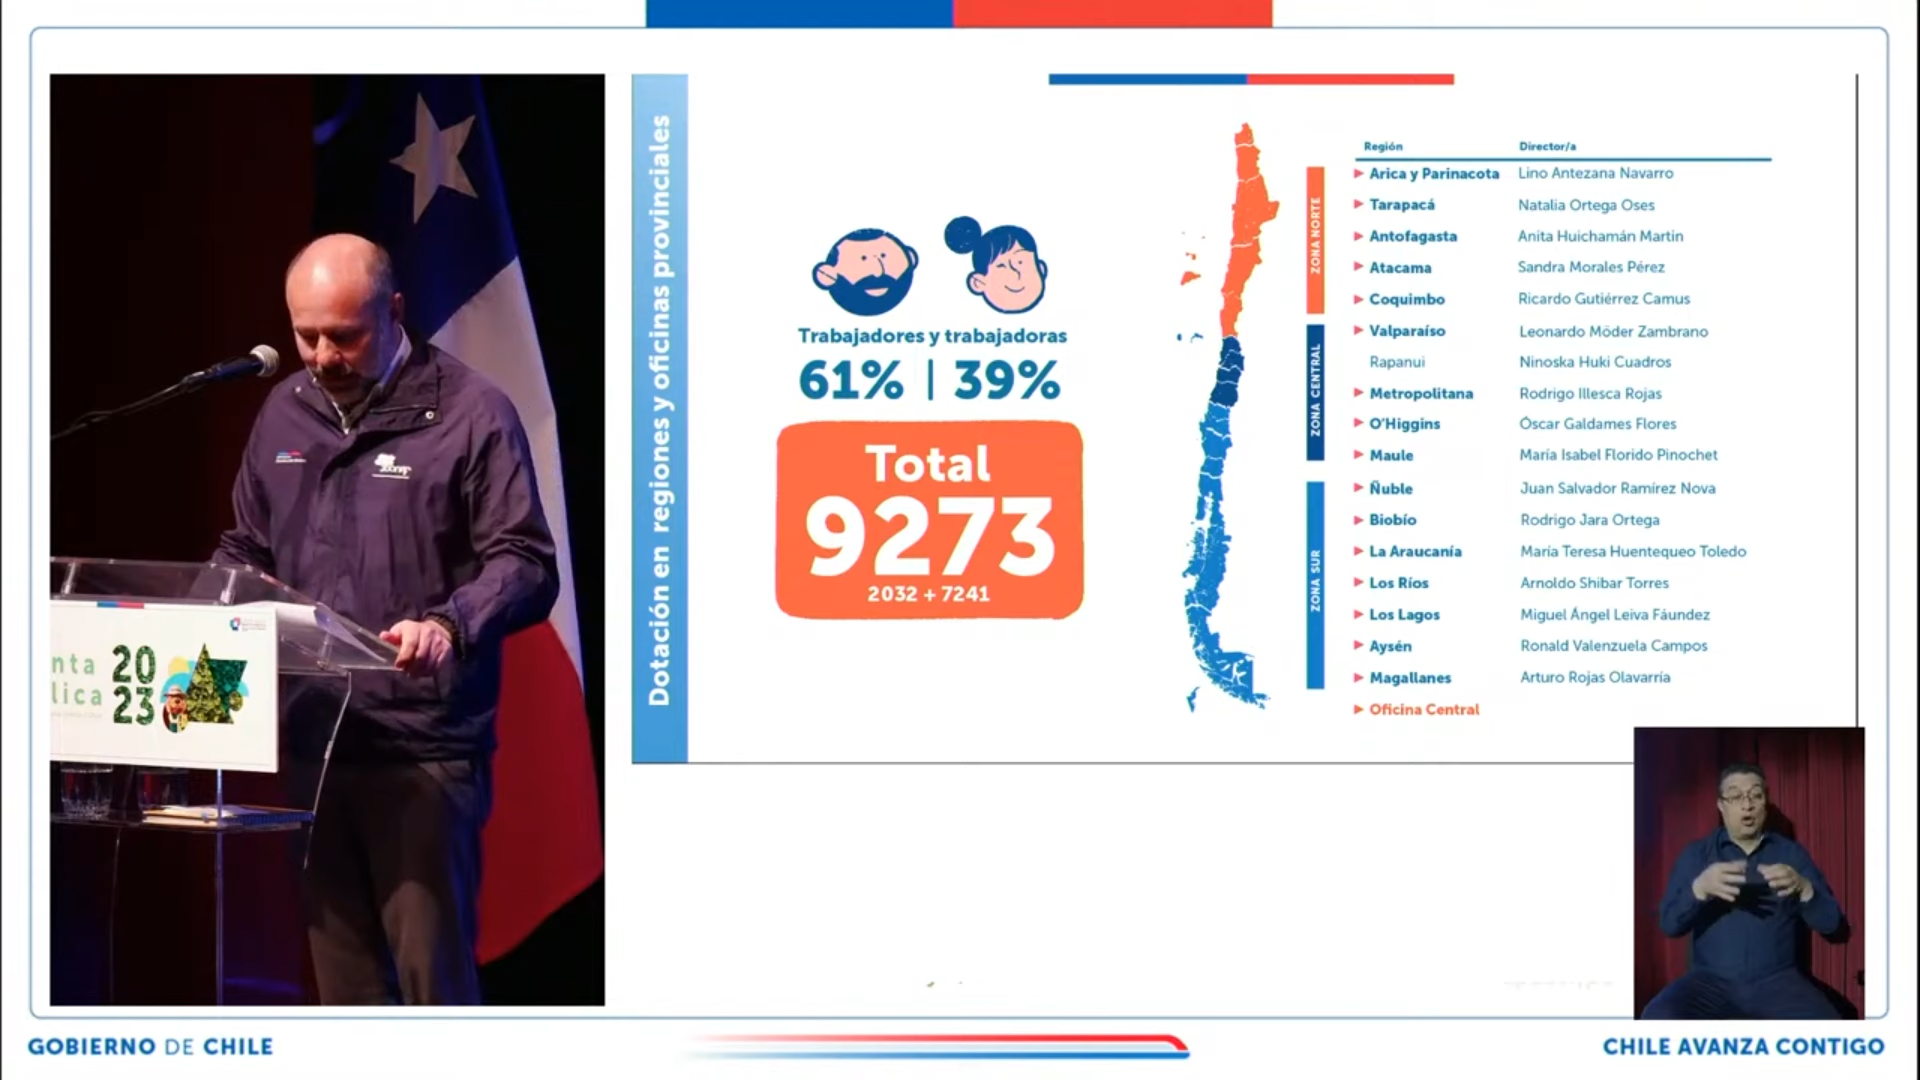 nta
lica
20
23
Dotación en regiones y oficinas provinciales
Trabajadores y trabajadoras
61% | 39%
Total
9273
2032 + 7241
ZONA NORTE
ZONA CENTRAL
ZONA SUR
Región Director/a
Arica y Parinacota Lino Antezana Navarro
Tarapacá Natalia Ortega Oses
Antofagasta Anita Huichamán Martin
Atacama Sandra Morales Pérez
Coquimbo Ricardo Gutiérrez Camus
Valparaíso Leonardo Möder Zambrano
Rapanui Ninoska Huki Cuadros
Metropolitana Rodrigo Illesca Rojas
O'Higgins Óscar Galdames Flores
Maule María Isabel Florido Pinochet
Ñuble Juan Salvador Ramírez Nova
Biobío Rodrigo Jara Ortega
La Araucanía María Teresa Huentequeo Toledo
Los Ríos Arnoldo Shibar Torres
Los Lagos Miguel Ángel Leiva Fáundez
Aysén Ronald Valenzuela Campos
Magallanes Arturo Rojas Olavarría
Oficina Central
GOBIERNO DE CHILE
CHILE AVANZA CONTIGO